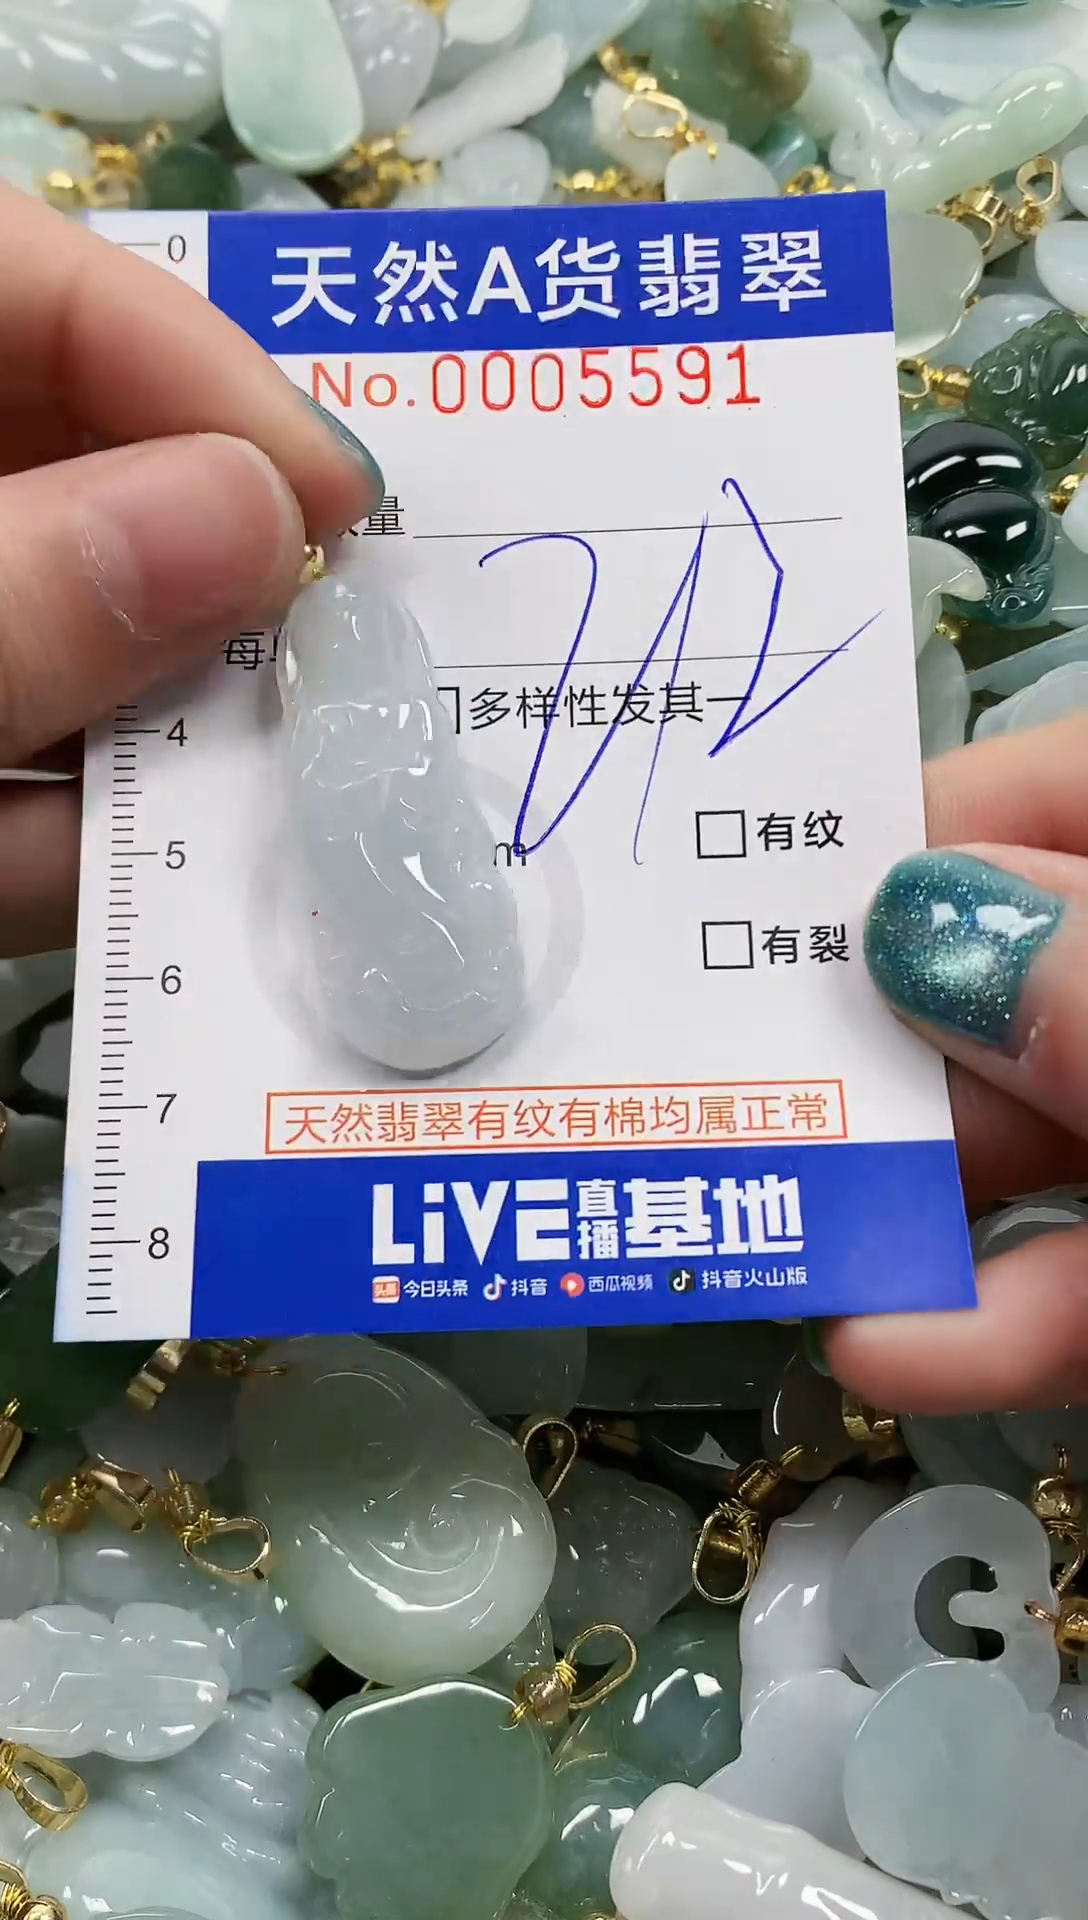 0
天然A货翡翠
No.0005591
量
每
4
多样性发其一
5
m
有纹
有裂
6
7
天然翡翠有纹有棉均属正常
8
LiVE直播基地
头条 今日头条 抖音 西瓜视频 抖音火山版